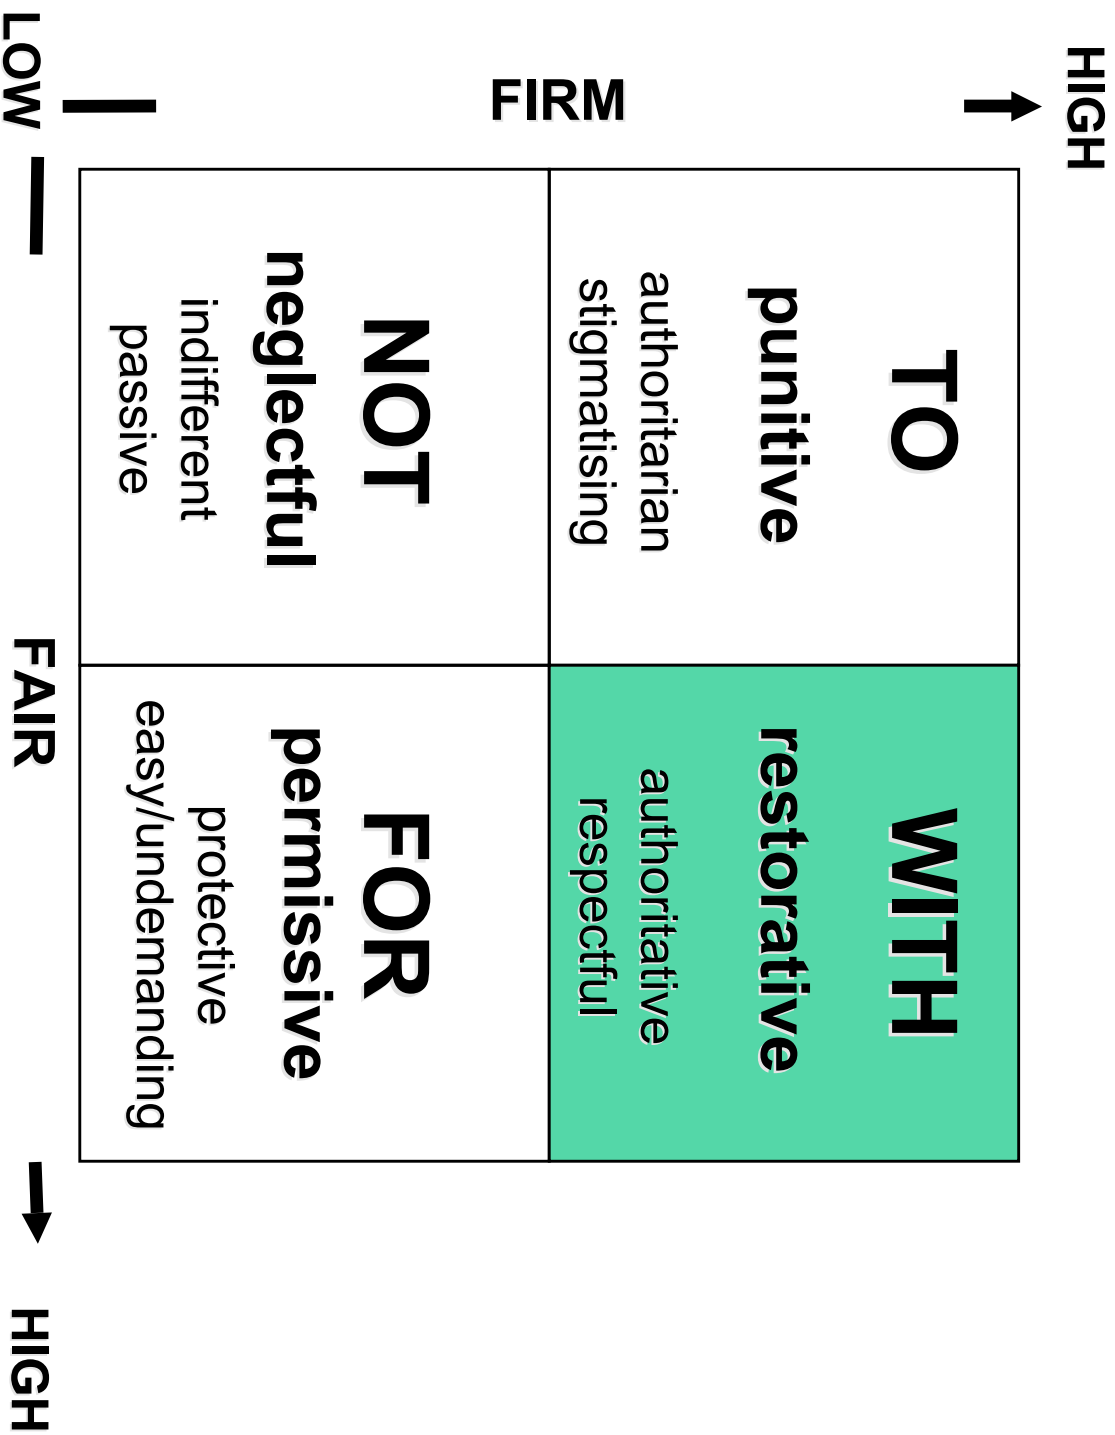 HIGH
FIRM
LOW
TO
punitive
authoritarian
stigmatising
WITH
restorative
authoritative
respectful
NOT
neglectful
indifferent
passive
FOR
permissive
protective
easy/undemanding
FAIR
HIGH